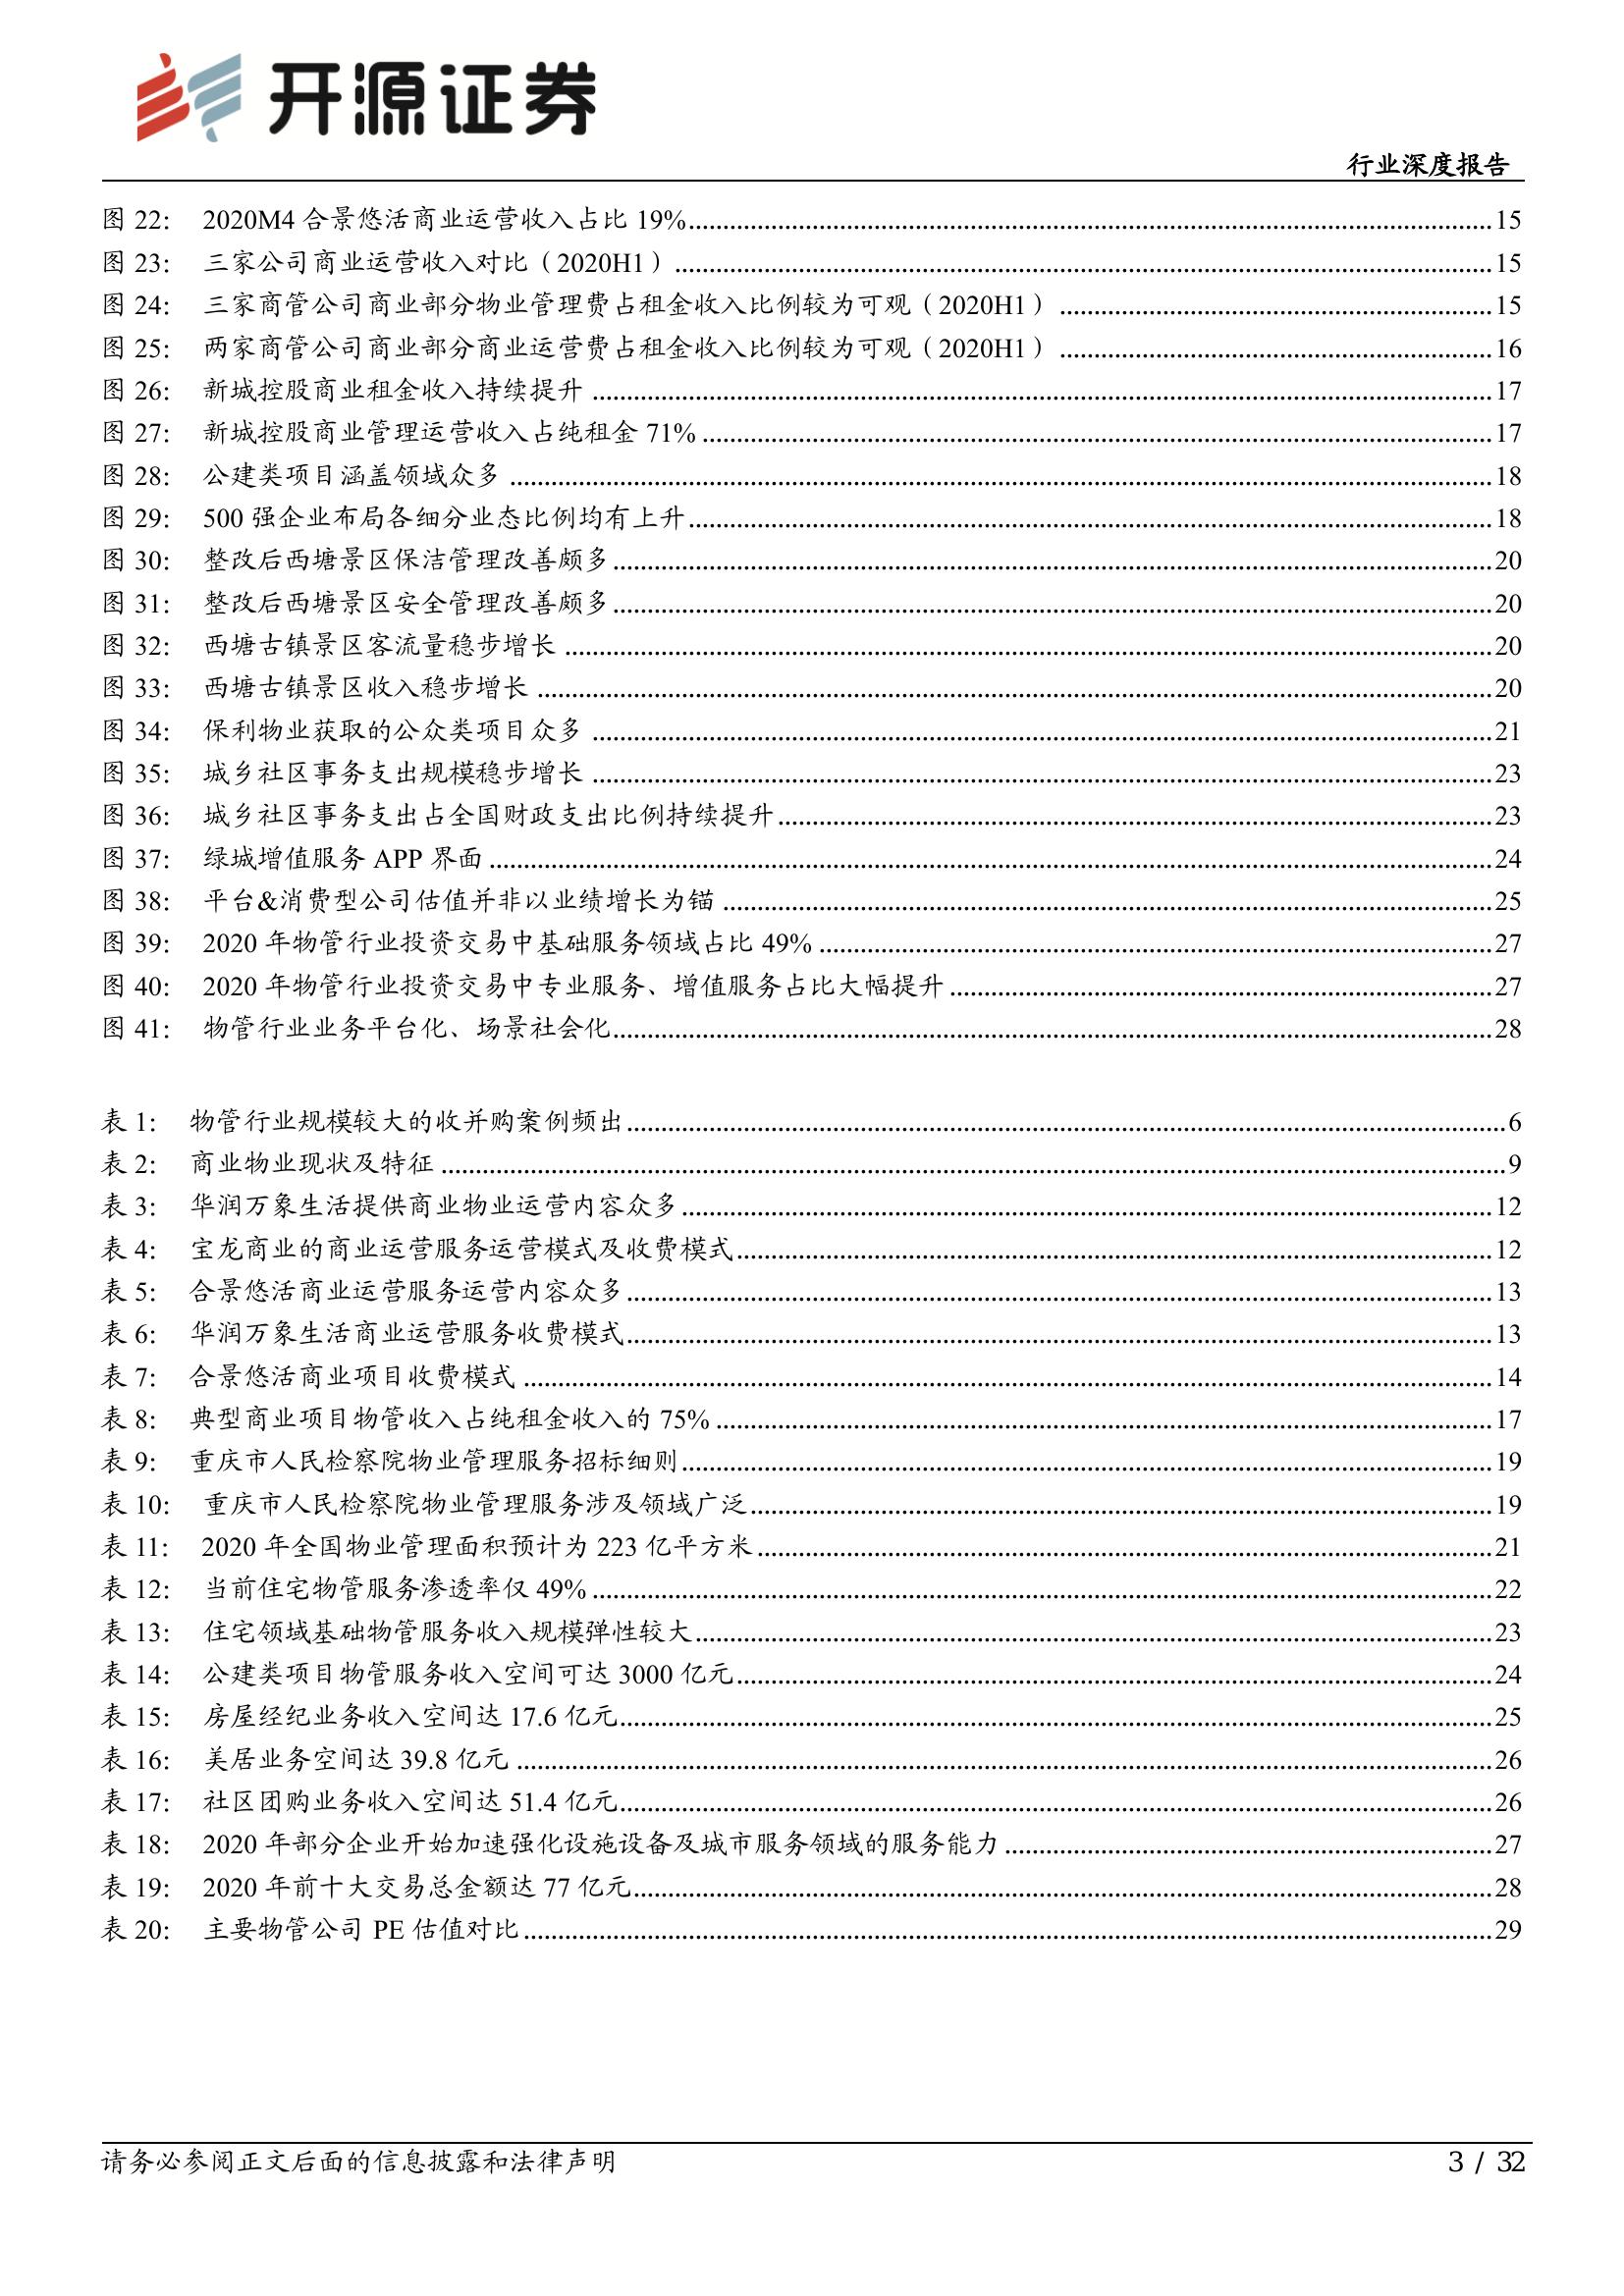 开源证券
行业深度报告
图 22： 2020M4 合景悠活商业运营收入占比 19%....................15
图 23： 三家公司商业运营收入对比（2020H1）....................15
图 24： 三家商管公司商业部分物业管理费占租金收入比例较为可观（2020H1）....................15
图 25： 两家商管公司商业部分商业运营费占租金收入比例较为可观（2020H1）....................16
图 26： 新城控股商业租金收入持续提升....................17
图 27： 新城控股商业管理运营收入占纯租金 71%....................17
图 28： 公建类项目涵盖领域众多....................18
图 29： 500 强企业布局各细分业态比例均有上升....................18
图 30： 整改后西塘景区保洁管理改善颇多....................20
图 31： 整改后西塘景区安全管理改善颇多....................20
图 32： 西塘古镇景区客流量稳步增长....................20
图 33： 西塘古镇景区收入稳步增长....................20
图 34： 保利物业获取的公众类项目众多....................21
图 35： 城乡社区事务支出规模稳步增长....................23
图 36： 城乡社区事务支出占全国财政支出比例持续提升....................23
图 37： 绿城增值服务 APP 界面....................24
图 38： 平台&消费型公司估值并非以业绩增长为锚....................25
图 39： 2020 年物管行业投资交易中基础服务领域占比 49%....................27
图 40： 2020 年物管行业投资交易中专业服务、增值服务占比大幅提升....................27
图 41： 物管行业业务平台化、场景社会化....................28
表 1： 物管行业规模较大的收并购案例频出....................6
表 2： 商业物业现状及特征....................9
表 3： 华润万象生活提供商业物业运营内容众多....................12
表 4： 宝龙商业的商业运营服务运营模式及收费模式....................12
表 5： 合景悠活商业运营服务运营内容众多....................13
表 6： 华润万象生活商业运营服务收费模式....................13
表 7： 合景悠活商业项目收费模式....................14
表 8： 典型商业项目物管收入占纯租金收入的 75%....................17
表 9： 重庆市人民检察院物业管理服务招标细则....................19
表 10： 重庆市人民检察院物业管理服务涉及领域广泛....................19
表 11： 2020 年全国物业管理面积预计为 223 亿平方米....................21
表 12： 当前住宅物管服务渗透率仅 49%....................22
表 13： 住宅领域基础物管服务收入规模弹性较大....................23
表 14： 公建类项目物管服务收入空间可达 3000 亿元....................24
表 15： 房屋经纪业务收入空间达 17.6 亿元....................25
表 16： 美居业务空间达 39.8 亿元....................26
表 17： 社区团购业务收入空间达 51.4 亿元....................26
表 18： 2020 年部分企业开始加速强化设施设备及城市服务领域的服务能力....................27
表 19： 2020 年前十大交易总金额达 77 亿元....................28
表 20： 主要物管公司 PE 估值对比....................29
请务必参阅正文后面的信息披露和法律声明
3 / 32